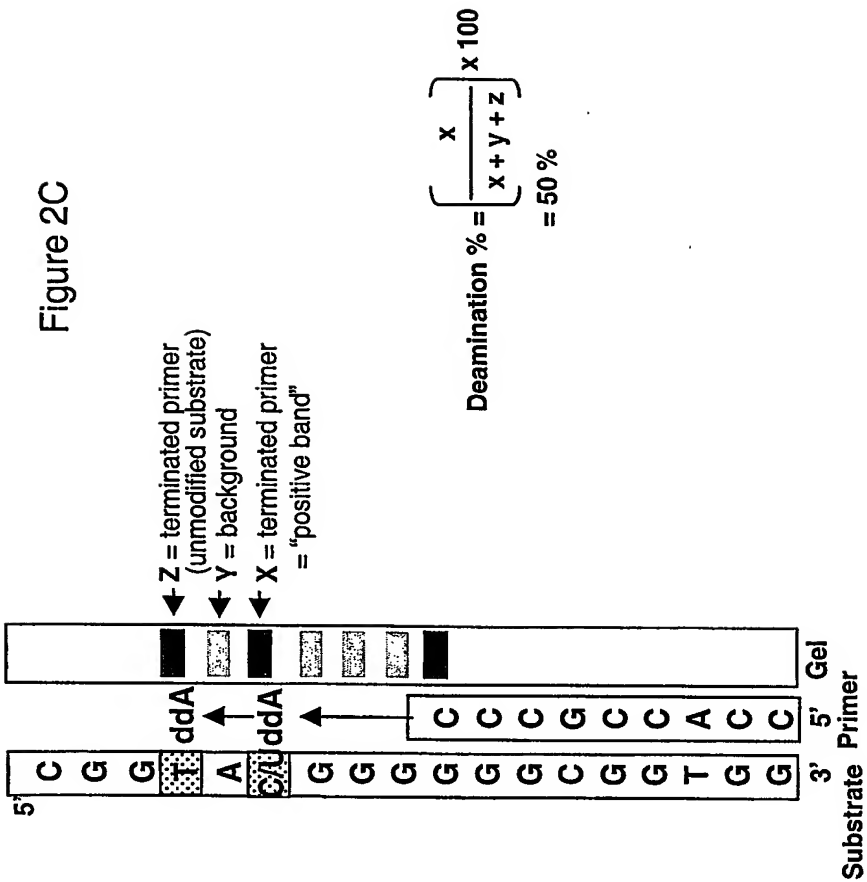 Figure 2C
5'
C
G
G
T ddA
A
C/U ddA
G
G
G
G C
G C
G C
C G
G C
G C
T A
G C
G C
3' 5'
Substrate Primer Gel
Z = terminated primer
(unmodified substrate)
Y = background
X = terminated primer
= "positive band"
Deamination % = [ x / x + y + z ] x 100
= 50 %